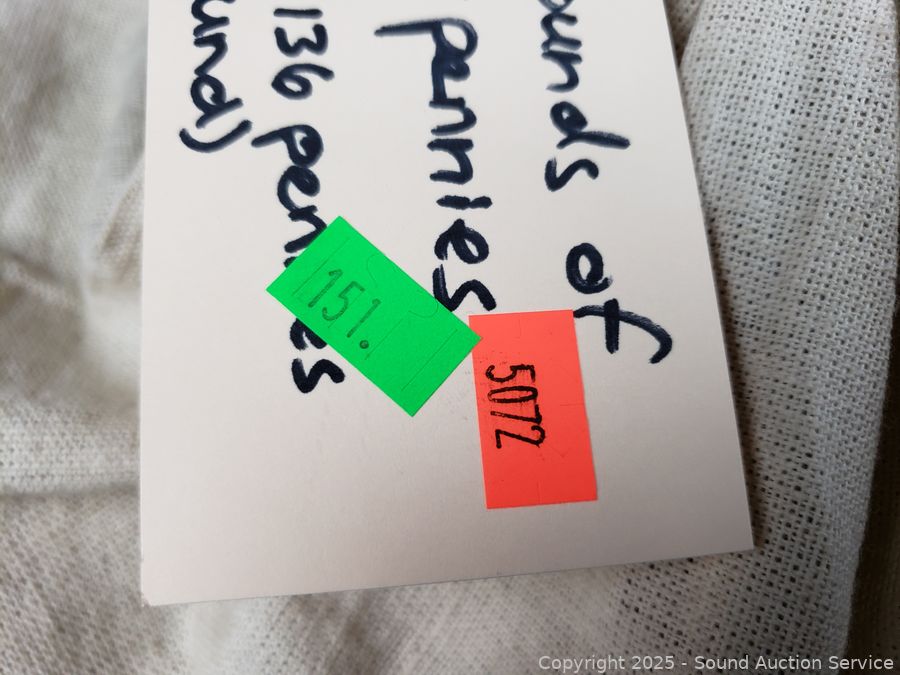 ounds of
pennies
136 pennies
und)
151.
5072
Copyright 2025 - Sound Auction Service